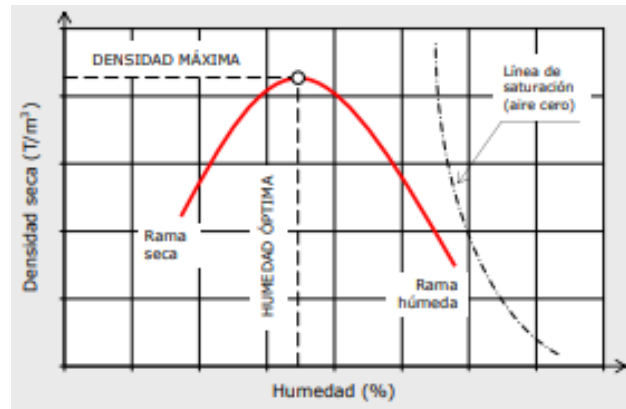 DENSIDAD MÁXIMA
Línea de
saturación
(aire cero)
Densidad seca (T/m³)
HUMEDAD ÓPTIMA
Rama
seca
Rama
húmeda
Humedad (%)